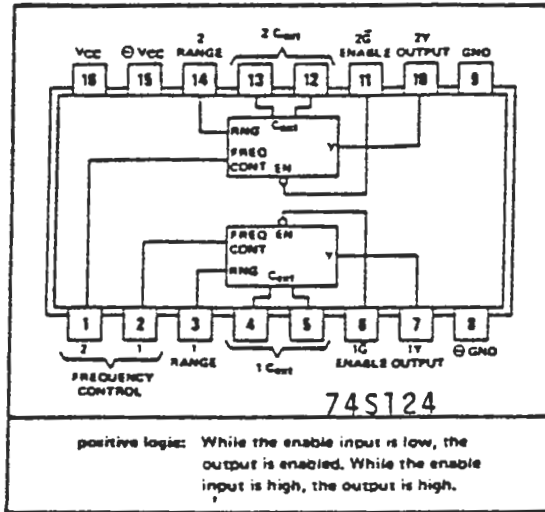 2 2 Cext 2G̅ 2Y
VCC ⊖ VCC RANGE ENABLE OUTPUT GND
16 15 14 13 12 11 10 9
RNG Cext
FREQ
CONT EN Y
FREQ EN
CONT Y
RNG Cext
1 2 3 4 5 6 7 8
2 1 1 1G̅ 1Y ⊖ GND
FREQUENCY
CONTROL RANGE 1 Cext ENABLE OUTPUT
74S124
positive logic: While the enable input is low, the
output is enabled. While the enable
input is high, the output is high.